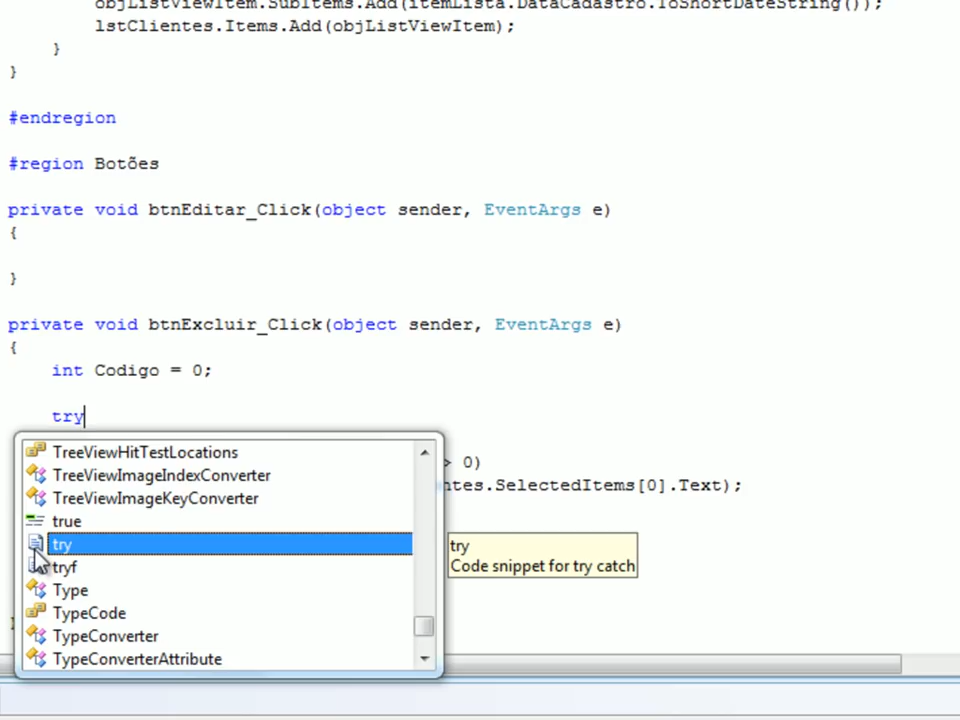 objListViewItem.SubItems.Add(itemLista.DataCadastro.ToShortDateString());
lstClientes.Items.Add(objListViewItem);
}
}
#endregion
#region Botões
private void btnEditar_Click(object sender, EventArgs e)
{
}
private void btnExcluir_Click(object sender, EventArgs e)
{
int Codigo = 0;
try
TreeViewHitTestLocations
> 0)
TreeViewImageIndexConverter
ntes.SelectedItems[0].Text);
TreeViewImageKeyConverter
true
try
try
Code snippet for try catch
tryf
Type
TypeCode
TypeConverter
TypeConverterAttribute